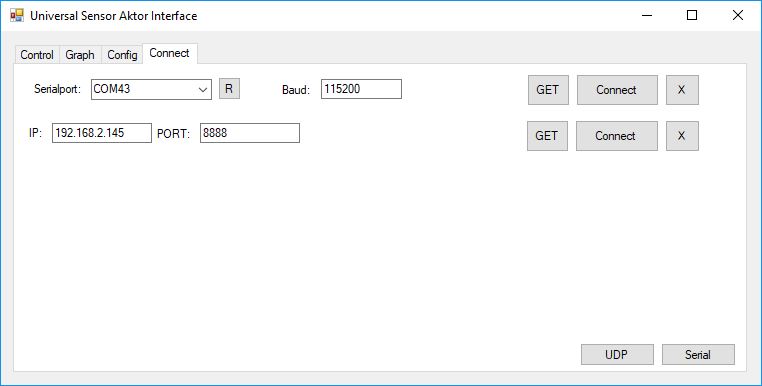 Universal Sensor Aktor Interface
Control Graph Config Connect
Serialport: COM43 R Baud: 115200 GET Connect X
IP: 192.168.2.145 PORT: 8888 GET Connect X
UDP Serial